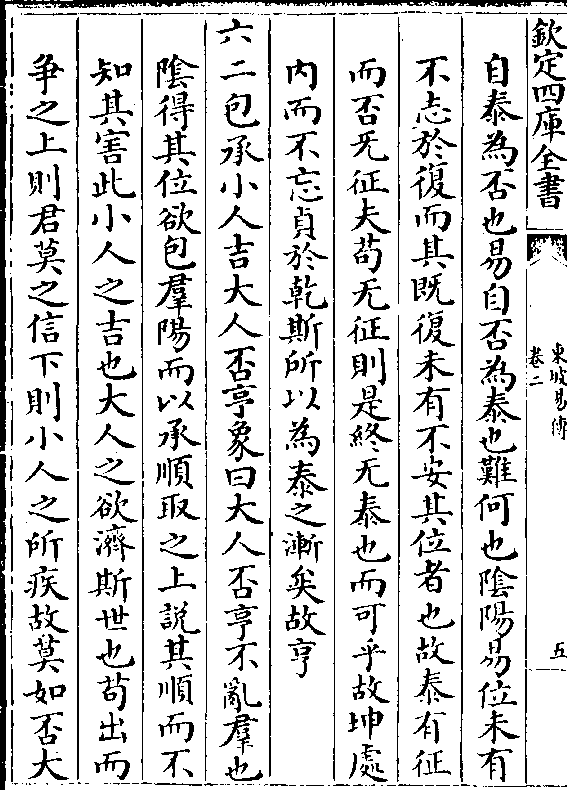 欽定四庫全書
東坡易傳
卷二
五
自泰為否也易自否為泰也難何也陰陽易位未有
不志於復而其既復未有不安其位者也故泰有征
而否无征夫苟无征則是終无泰也而可乎故坤處
内而不忘貞於乾斯所以為泰之漸矣故亨
六二包承小人吉大人否亨象曰大人否亨不亂羣也
陰得其位欲包羣陽而以承順取之上說其順而不
知其害此小人之吉也大人之欲濟斯世也苟出而
争之上則君莫之信下則小人之所疾故莫如否大